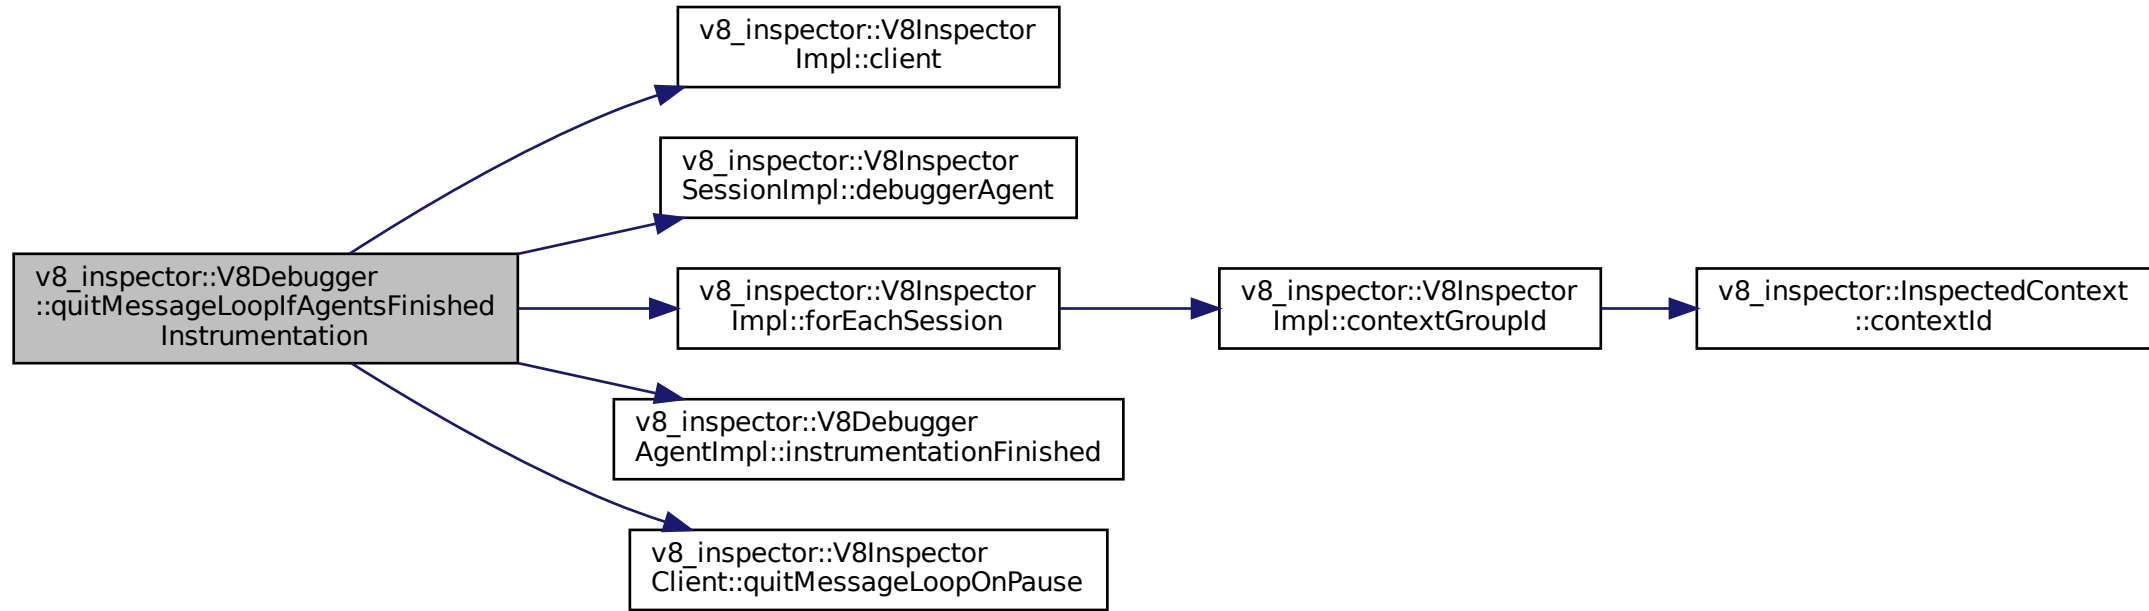 v8_inspector::V8Inspector
Impl::client
v8_inspector::V8Inspector
SessionImpl::debuggerAgent
v8_inspector::V8Debugger
::quitMessageLoopIfAgentsFinished
Instrumentation
v8_inspector::V8Inspector
Impl::forEachSession
v8_inspector::V8Inspector
Impl::contextGroupId
v8_inspector::InspectedContext
::contextId
v8_inspector::V8Debugger
AgentImpl::instrumentationFinished
v8_inspector::V8Inspector
Client::quitMessageLoopOnPause